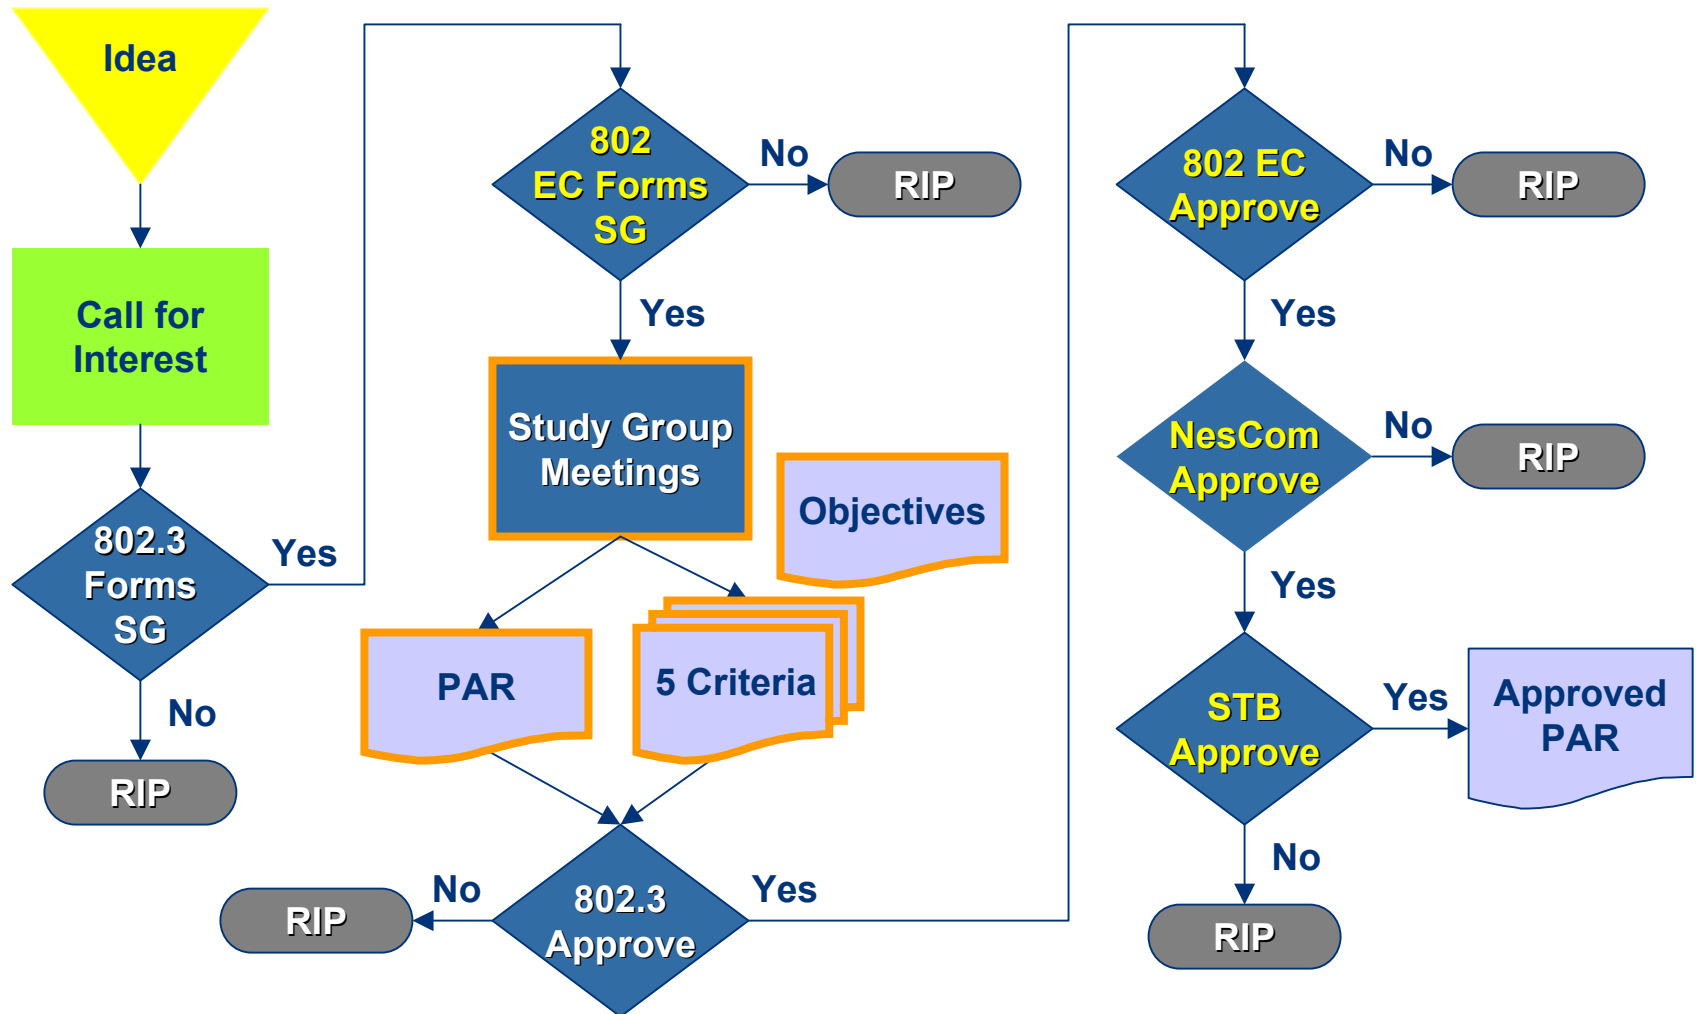 Idea
Call for
Interest
802.3
Forms
SG
Yes
No
RIP
802
EC Forms
SG
No
RIP
Yes
Study Group
Meetings
Objectives
PAR
5 Criteria
802.3
Approve
No
RIP
Yes
802 EC
Approve
No
RIP
Yes
NesCom
Approve
No
RIP
Yes
STB
Approve
Yes
Approved
PAR
No
RIP